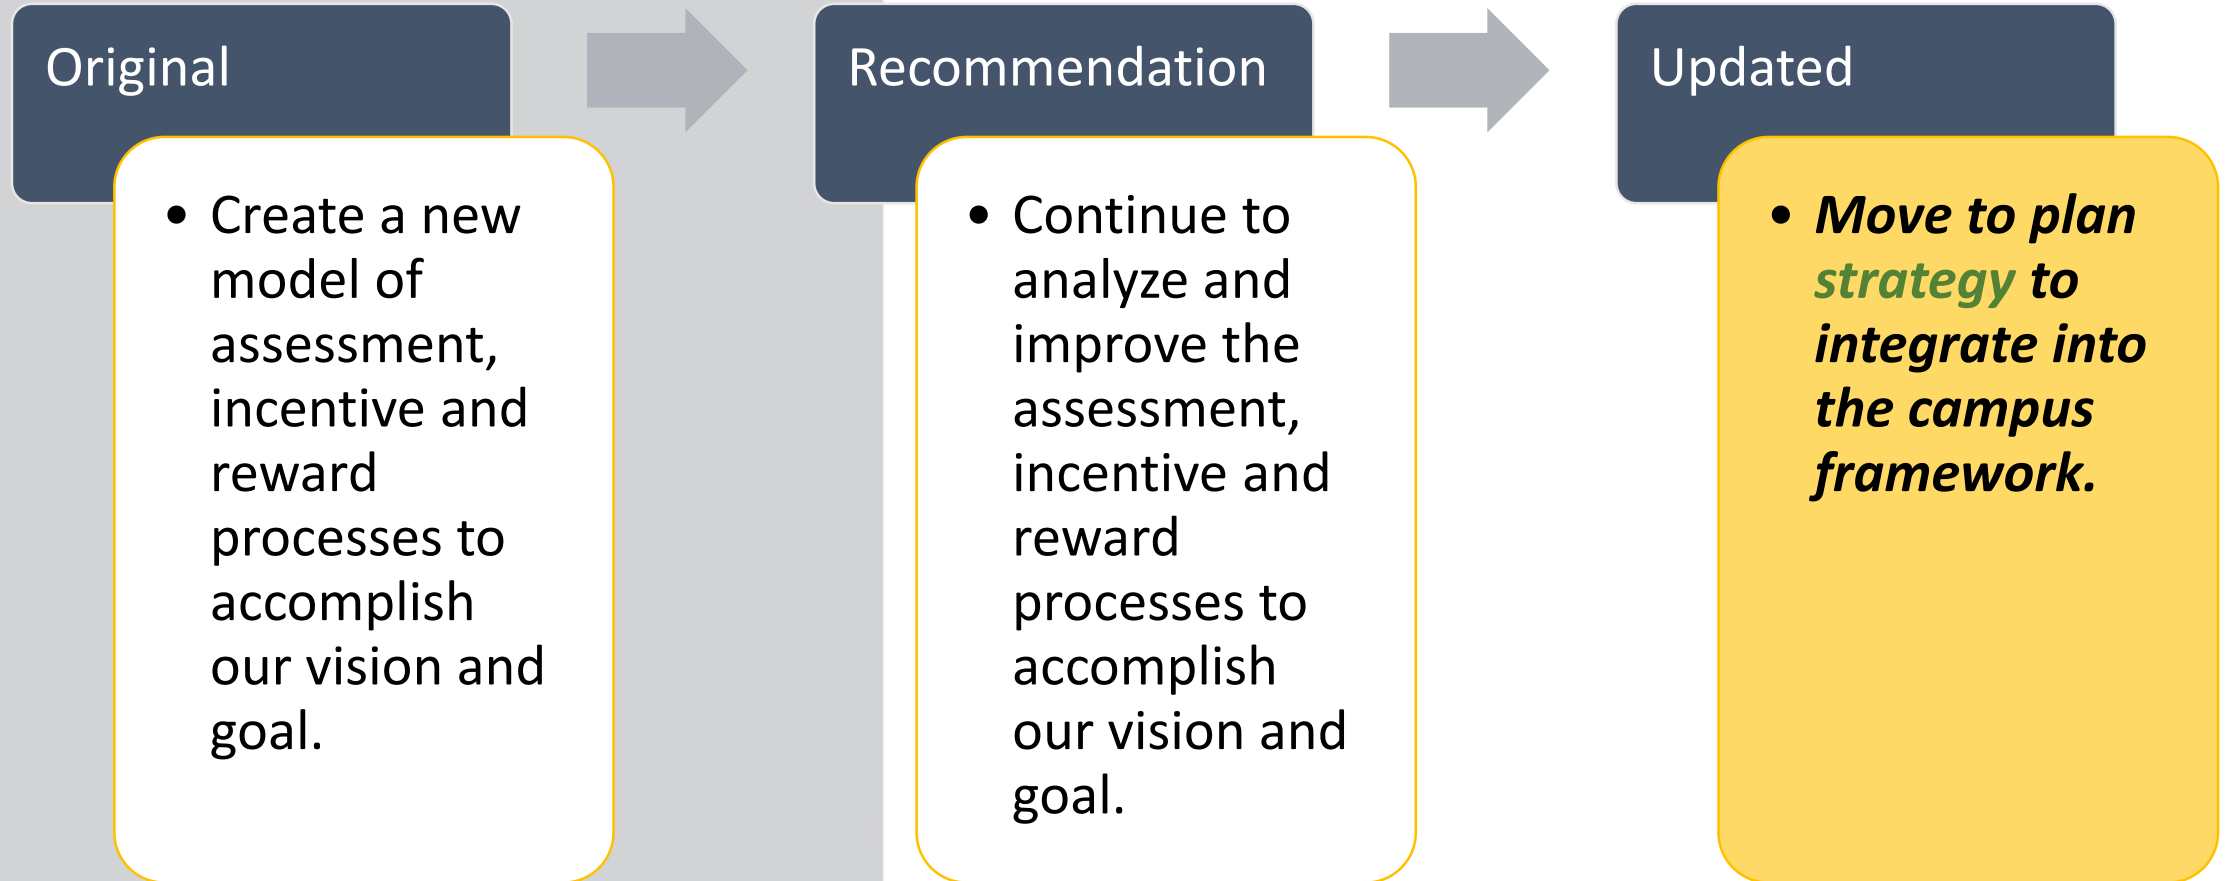 Original
• Create a new
model of
assessment,
incentive and
reward
processes to
accomplish
our vision and
goal.
Recommendation
• Continue to
analyze and
improve the
assessment,
incentive and
reward
processes to
accomplish
our vision and
goal.
Updated
• Move to plan
strategy to
integrate into
the campus
framework.